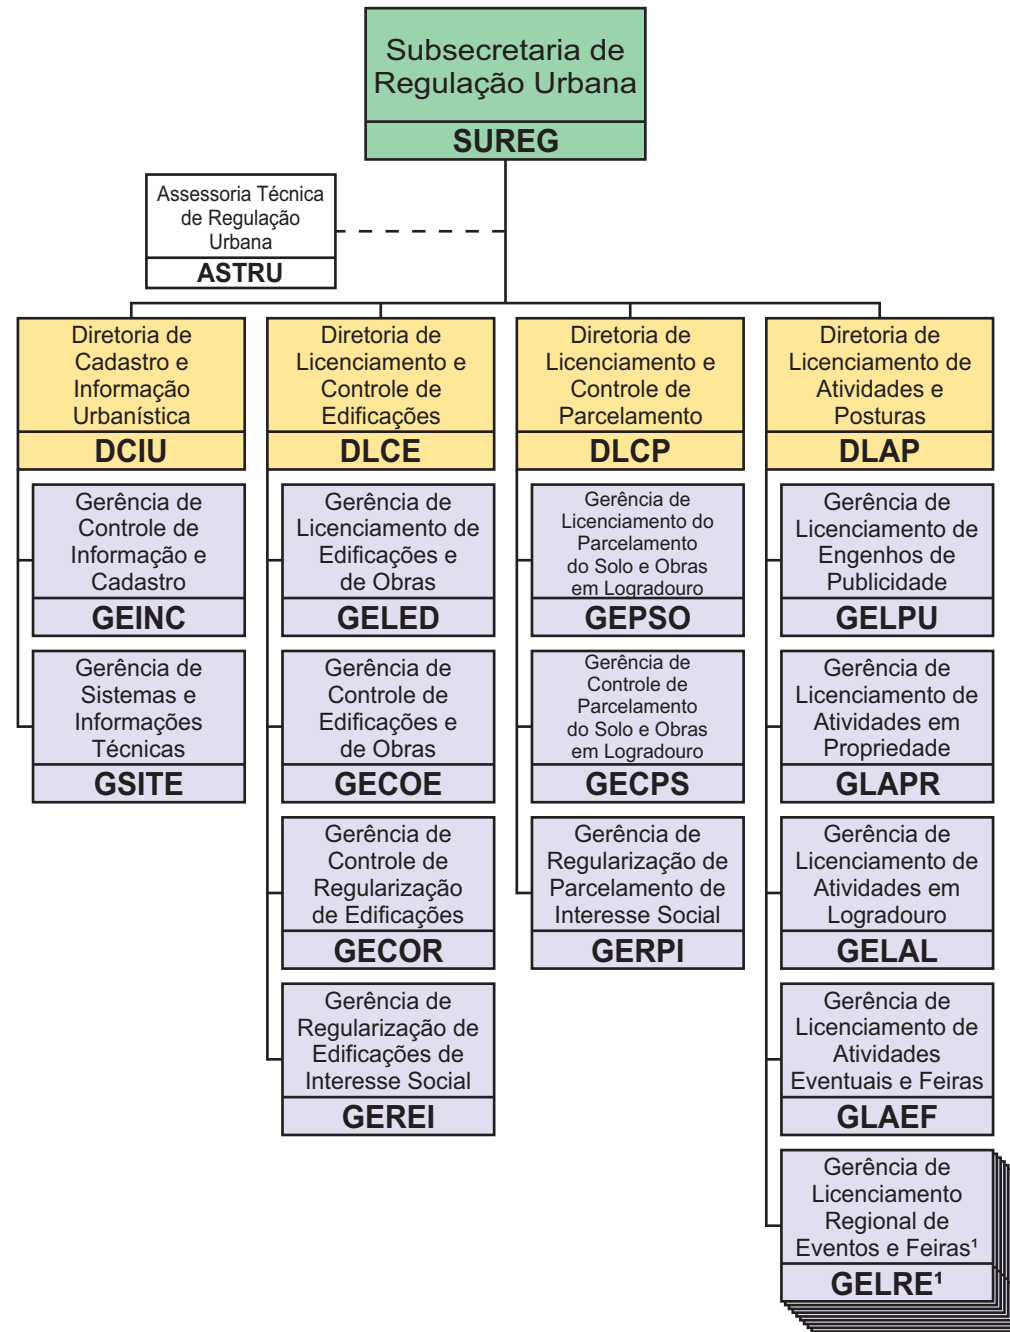 Subsecretaria de
Regulação Urbana
SUREG
Assessoria Técnica
de Regulação
Urbana
ASTRU
Diretoria de
Cadastro e
Informação
Urbanística
DCIU
Gerência de
Controle de
Informação e
Cadastro
GEINC
Gerência de
Sistemas e
Informações
Técnicas
GSITE
Diretoria de
Licenciamento e
Controle de
Edificações
DLCE
Gerência de
Licenciamento de
Edificações e
de Obras
GELED
Gerência de
Controle de
Edificações e
de Obras
GECOE
Gerência de
Controle de
Regularização
de Edificações
GECOR
Gerência de
Regularização de
Edificações de
Interesse Social
GEREI
Diretoria de
Licenciamento e
Controle de
Parcelamento
DLCP
Gerência de
Licenciamento do
Parcelamento
do Solo e Obras
em Logradouro
GEPSO
Gerência de
Controle de
Parcelamento
do Solo e Obras
em Logradouro
GECPS
Gerência de
Regularização de
Parcelamento de
Interesse Social
GERPI
Diretoria de
Licenciamento de
Atividades e
Posturas
DLAP
Gerência de
Licenciamento de
Engenhos de
Publicidade
GELPU
Gerência de
Licenciamento de
Atividades em
Propriedade
GLAPR
Gerência de
Licenciamento de
Atividades em
Logradouro
GELAL
Gerência de
Licenciamento de
Atividades
Eventuais e Feiras
GLAEF
Gerência de
Licenciamento
Regional de
Eventos e Feiras¹
GELRE¹